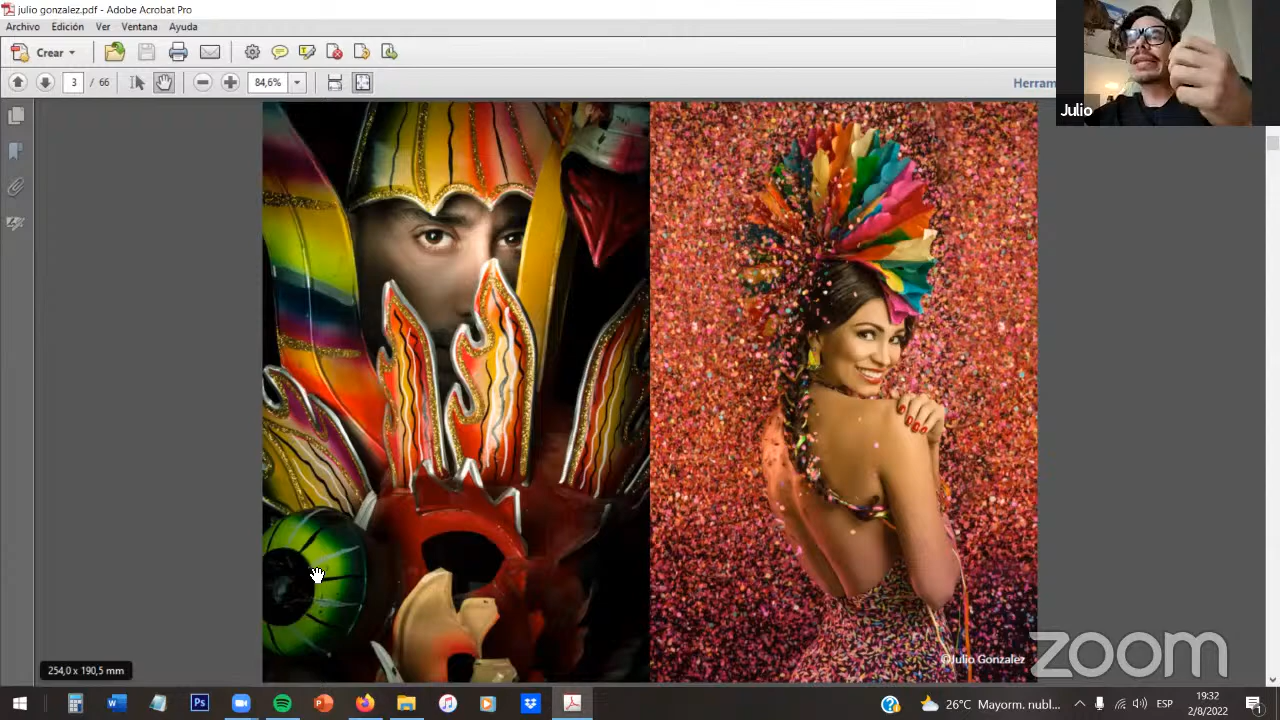 julio gonzalez.pdf - Adobe Acrobat Pro
Archivo Edición Ver Ventana Ayuda
Crear
3 / 66 84,6% Herram
Julio
©Julio Gonzalez
zoom
254,0 x 190,5 mm
26°C Mayorm. nubl... ESP
19:32
2/8/2022